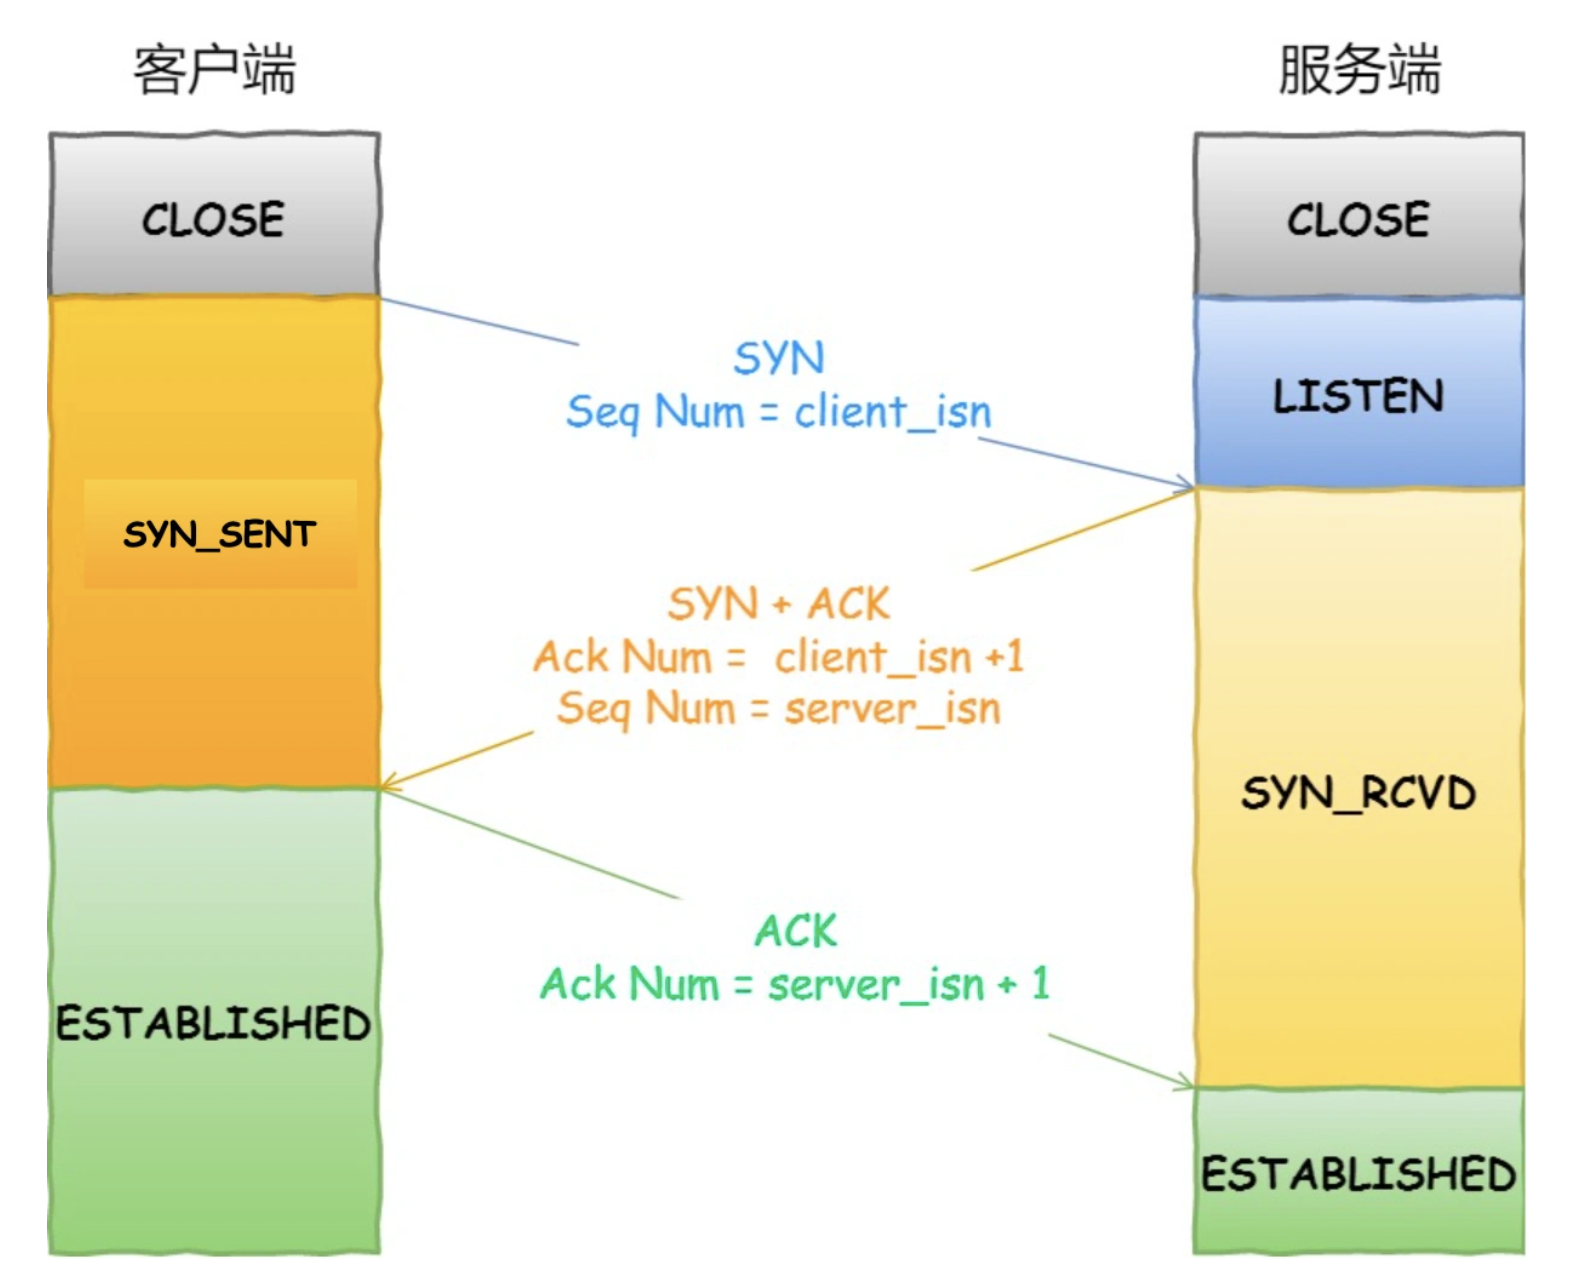 客户端
服务端
CLOSE
CLOSE
SYN
Seq Num = client_isn
LISTEN
SYN_SENT
SYN + ACK
Ack Num = client_isn +1
Seq Num = server_isn
SYN_RCVD
ACK
Ack Num = server_isn + 1
ESTABLISHED
ESTABLISHED